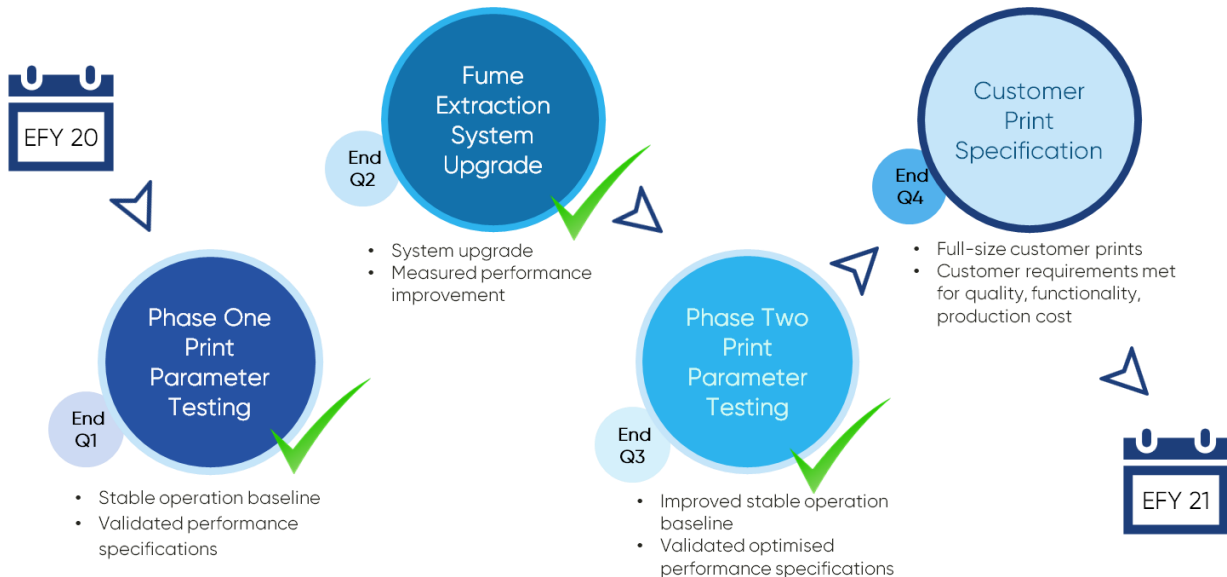 EFY 20
Phase One
Print
Parameter
Testing
End
Q1
• Stable operation baseline
• Validated performance
specifications
Fume
Extraction
System
Upgrade
End
Q2
• System upgrade
• Measured performance
improvement
Phase Two
Print
Parameter
Testing
End
Q3
• Improved stable operation
baseline
• Validated optimised
performance specifications
Customer
Print
Specification
End
Q4
• Full-size customer prints
• Customer requirements met
for quality, functionality,
production cost
EFY 21